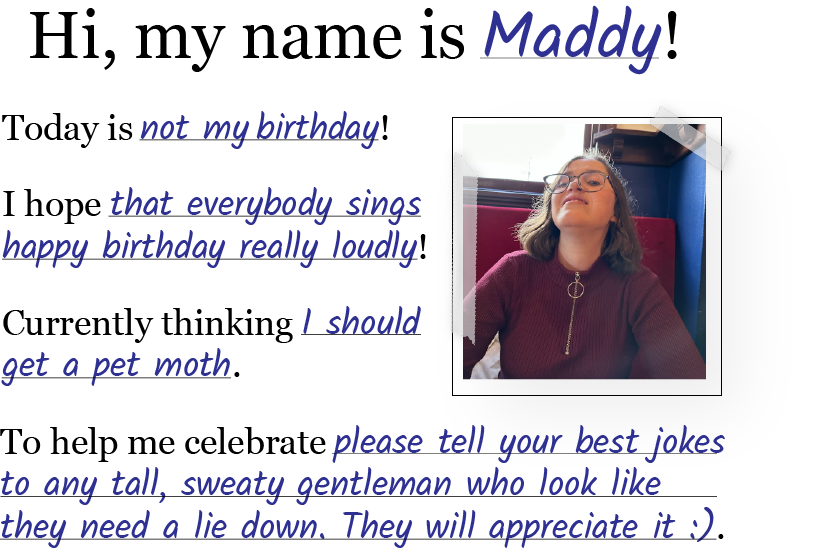 Hi, my name is Maddy!
Today is not my birthday!
I hope that everybody sings
happy birthday really loudly!
Currently thinking I should
get a pet moth.
To help me celebrate please tell your best jokes
to any tall, sweaty gentleman who look like
they need a lie down. They will appreciate it :).